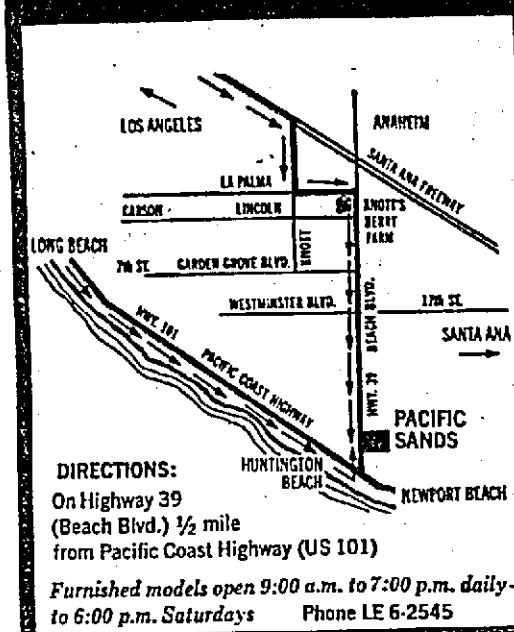 LOS ANGELES
ANAHEIM
SANTA ANA FREEWAY
LA PALMA
CARSON LINCOLN
KNOTT'S
BERRY
FARM
LONG BEACH
KNOTT
7th ST. GARDEN GROVE BLVD.
WESTMINSTER BLVD. 17th ST.
BEACH BLVD.
HWY. 39
SANTA ANA
HWY. 101
PACIFIC COAST HIGHWAY
PACIFIC
SANDS
HUNTINGTON
BEACH
NEWPORT BEACH
DIRECTIONS:
On Highway 39
(Beach Blvd.) ½ mile
from Pacific Coast Highway (US 101)
Furnished models open 9:00 a.m. to 7:00 p.m. daily-
to 6:00 p.m. Saturdays Phone LE 6-2545